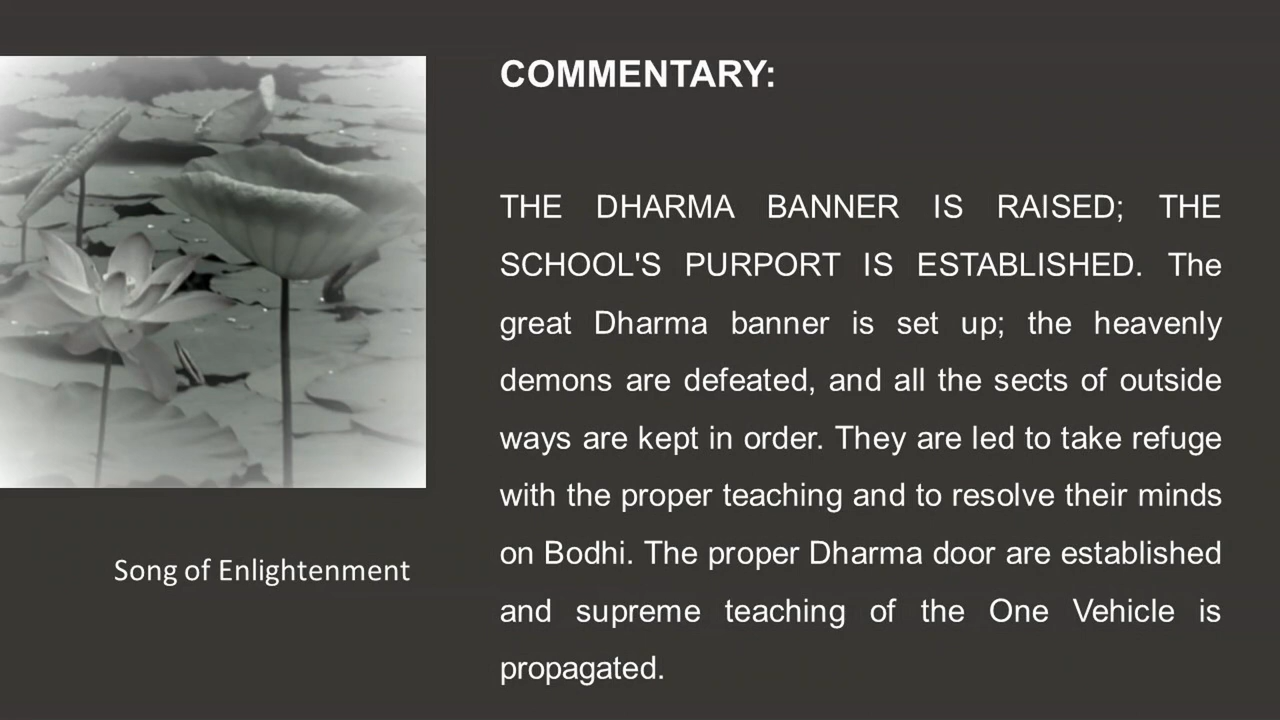 COMMENTARY:
THE DHARMA BANNER IS RAISED; THE
SCHOOL'S PURPORT IS ESTABLISHED. The
great Dharma banner is set up; the heavenly
demons are defeated, and all the sects of outside
ways are kept in order. They are led to take refuge
with the proper teaching and to resolve their minds
on Bodhi. The proper Dharma door are established
and supreme teaching of the One Vehicle is
propagated.
Song of Enlightenment